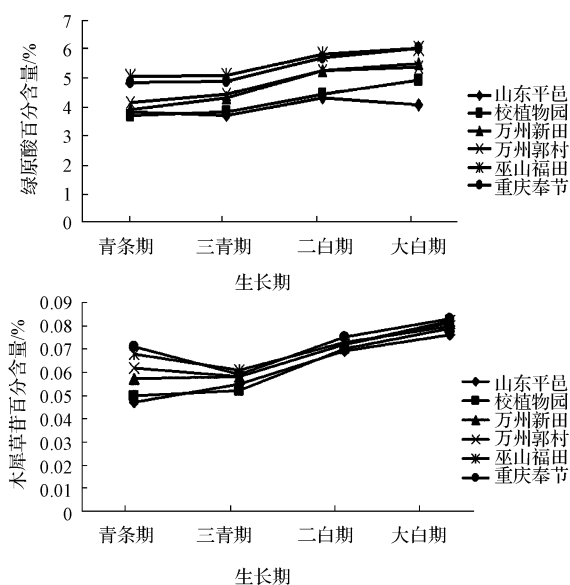 7
6
5
4
3
2
1
0
绿原酸百分含量/%
青条期 三青期 二白期 大白期
生长期
山东平邑
校植物园
万州新田
万州郭村
巫山福田
重庆奉节
0.09
0.08
0.07
0.06
0.05
0.04
0.03
0.02
0.01
0
木犀草苷百分含量/%
青条期 三青期 二白期 大白期
生长期
山东平邑
校植物园
万州新田
万州郭村
巫山福田
重庆奉节